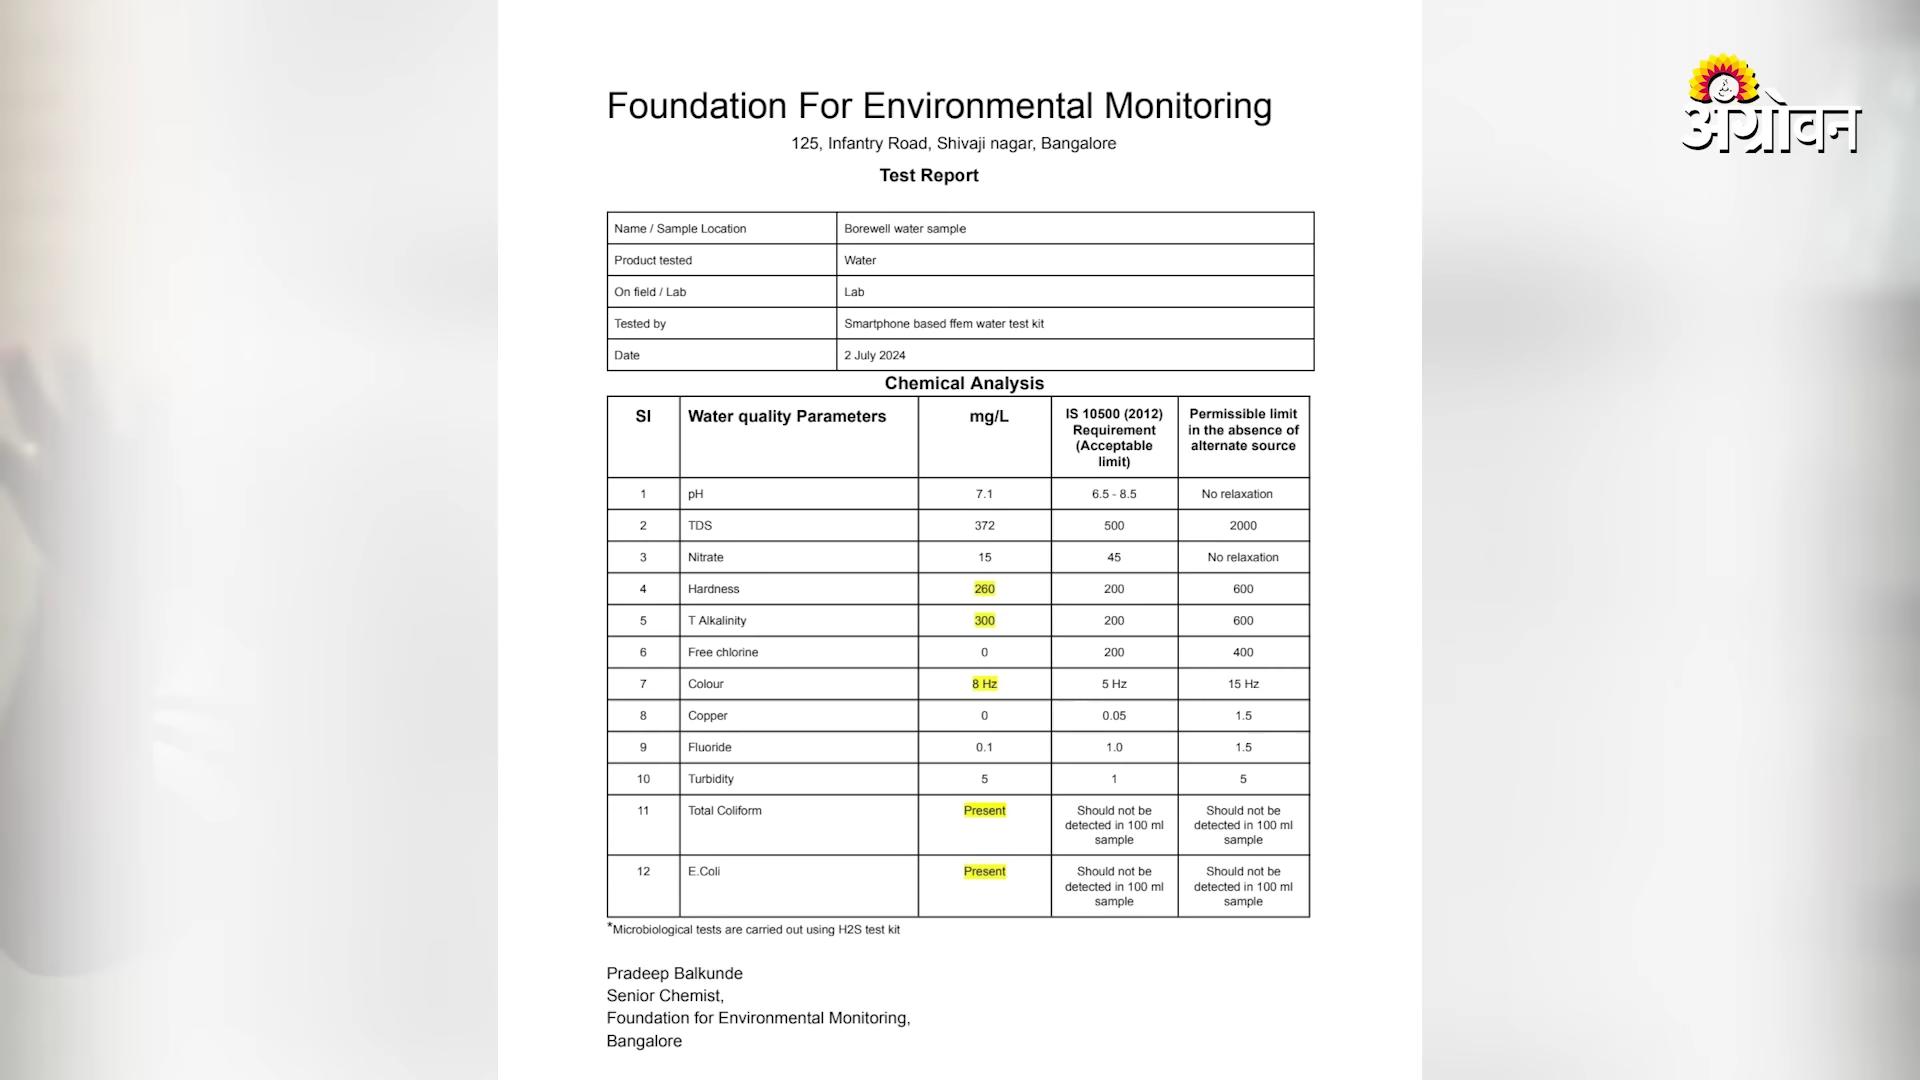 अ‍ॅग्रोवन
Foundation For Environmental Monitoring
125, Infantry Road, Shivaji nagar, Bangalore
Test Report
Name / Sample Location Borewell water sample
Product tested Water
On field / Lab Lab
Tested by Smartphone based ffem water test kit
Date 2 July 2024
Chemical Analysis
Sl Water quality Parameters mg/L IS 10500 (2012) Requirement (Acceptable limit) Permissible limit in the absence of alternate source
1 pH 7.1 6.5 - 8.5 No relaxation
2 TDS 372 500 2000
3 Nitrate 15 45 No relaxation
4 Hardness 260 200 600
5 T Alkalinity 300 200 600
6 Free chlorine 0 200 400
7 Colour 8 Hz 5 Hz 15 Hz
8 Copper 0 0.05 1.5
9 Fluoride 0.1 1.0 1.5
10 Turbidity 5 1 5
11 Total Coliform Present Should not be detected in 100 ml sample Should not be detected in 100 ml sample
12 E.Coli Present Should not be detected in 100 ml sample Should not be detected in 100 ml sample
*Microbiological tests are carried out using H2S test kit
Pradeep Balkunde
Senior Chemist,
Foundation for Environmental Monitoring,
Bangalore